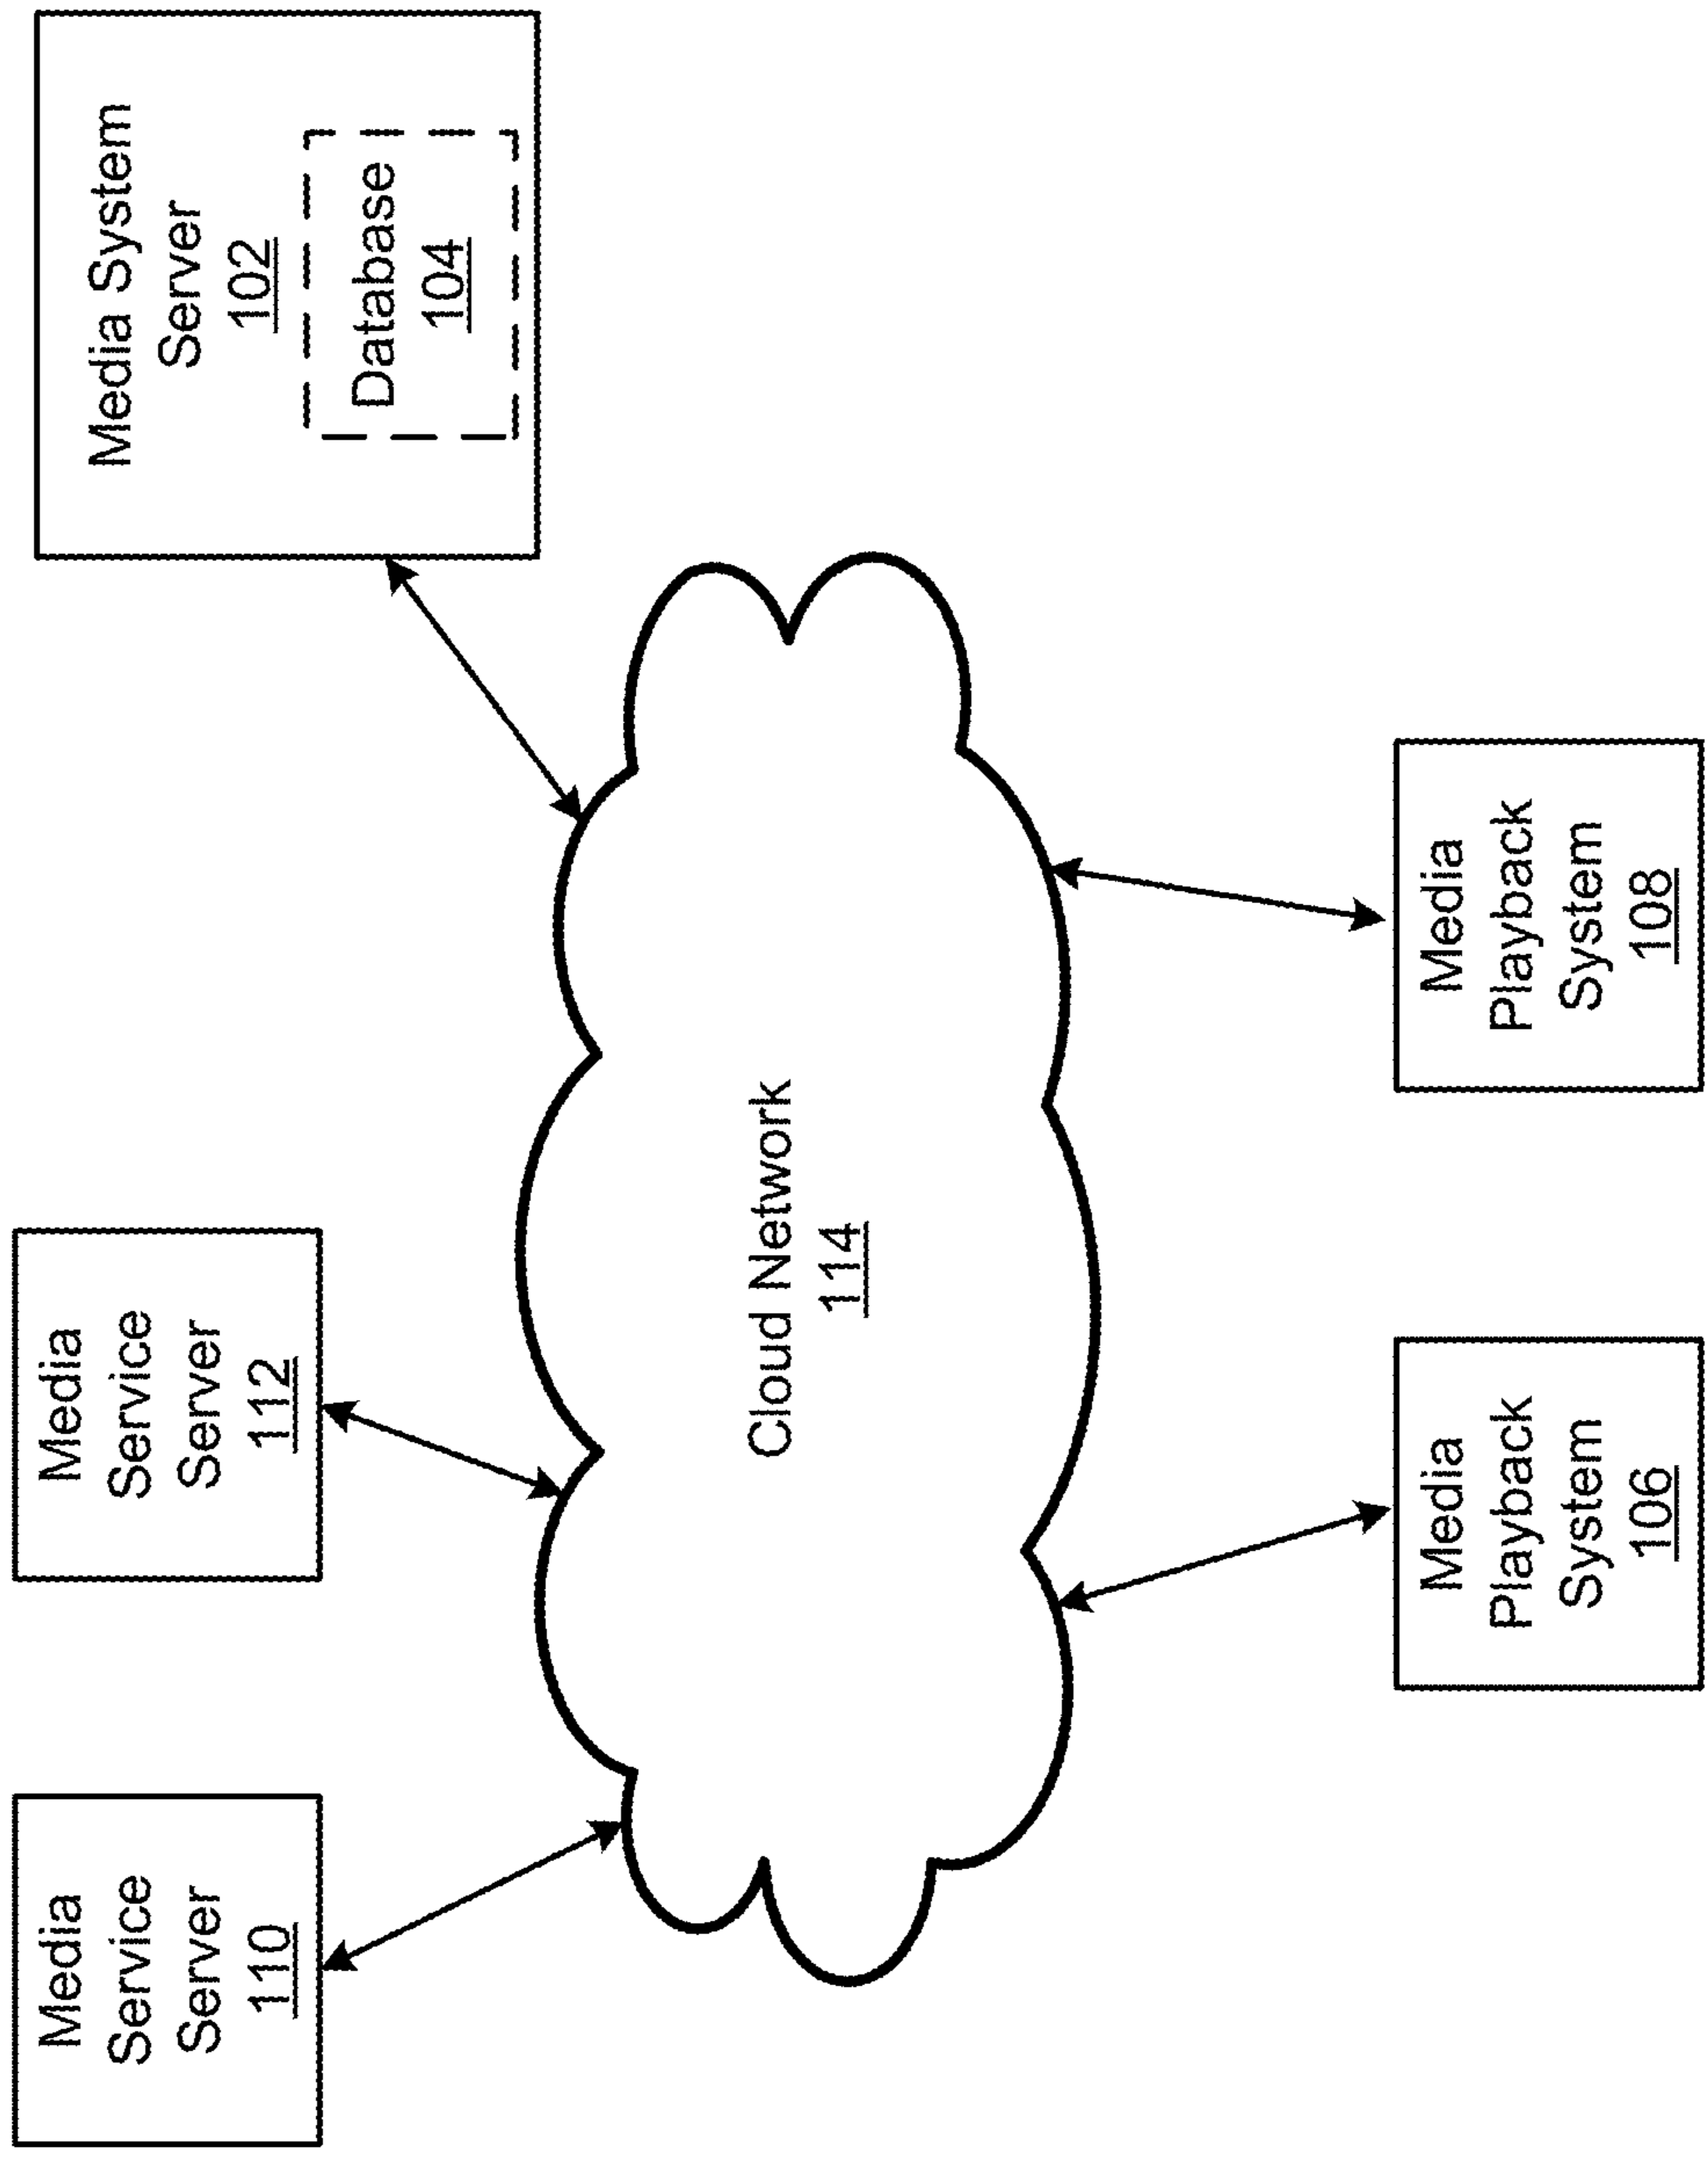 Media
Service
Server
110
Media
Service
Server
112
Media System
Server
102
Database
104
Cloud Network
114
Media
Playback
System
106
Media
Playback
System
108